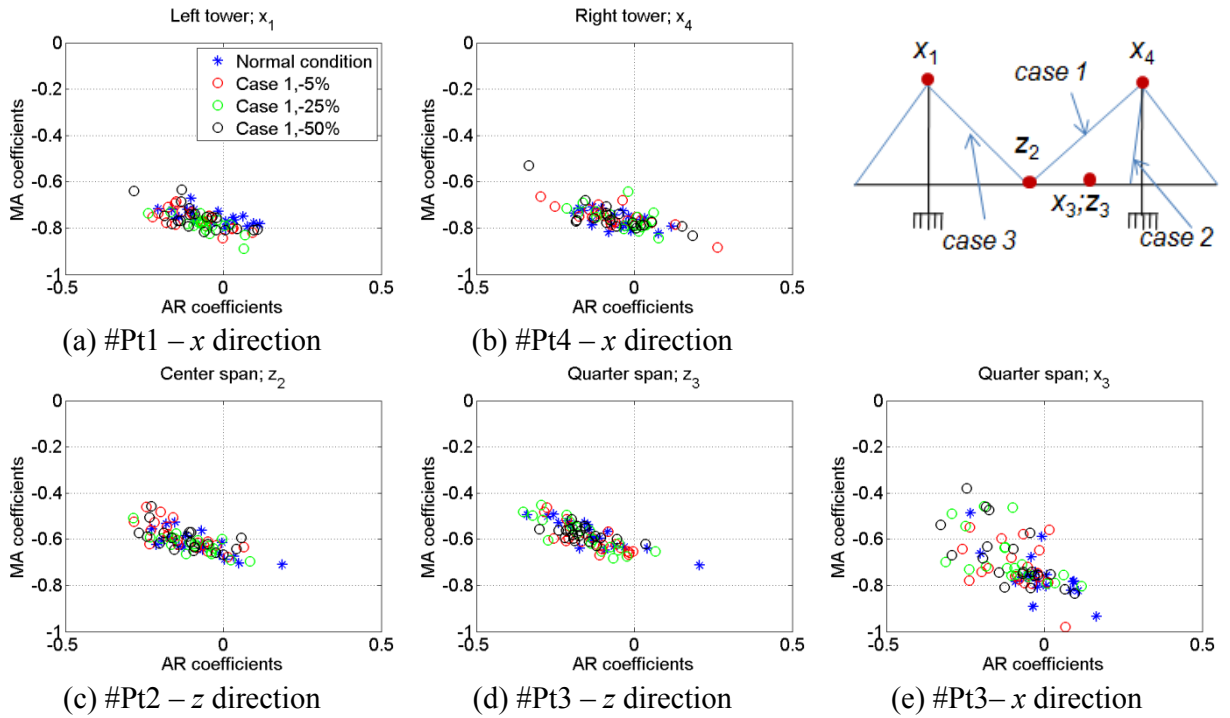 Left tower; x1
0
-0.2
-0.4
-0.6
-0.8
-1
-0.5
0
0.5
MA coefficients
AR coefficients
Normal condition
Case 1,-5%
Case 1,-25%
Case 1,-50%
(a) #Pt1 – x direction
Right tower; x4
0
-0.2
-0.4
-0.6
-0.8
-1
-0.5
0
0.5
MA coefficients
AR coefficients
(b) #Pt4 – x direction
x1
x4
case 1
z2
x3;z3
case 3
case 2
Center span; z2
0
-0.2
-0.4
-0.6
-0.8
-1
-0.5
0
0.5
MA coefficients
AR coefficients
(c) #Pt2 – z direction
Quarter span; z3
0
-0.2
-0.4
-0.6
-0.8
-1
-0.5
0
0.5
MA coefficients
AR coefficients
(d) #Pt3 – z direction
Quarter span; x3
0
-0.2
-0.4
-0.6
-0.8
-1
-0.5
0
0.5
MA coefficients
AR coefficients
(e) #Pt3– x direction